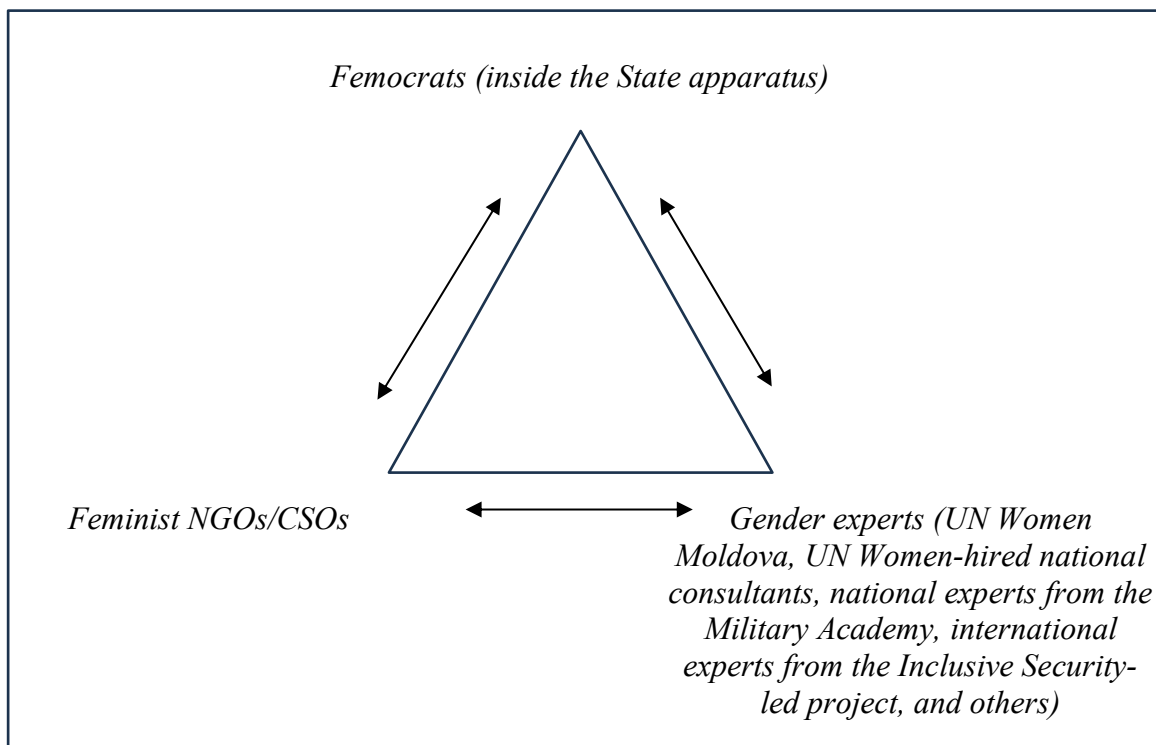 Femocrats (inside the State apparatus)
Feminist NGOs/CSOs
Gender experts (UN Women
Moldova, UN Women-hired national
consultants, national experts from the
Military Academy, international
experts from the Inclusive Security-
led project, and others)